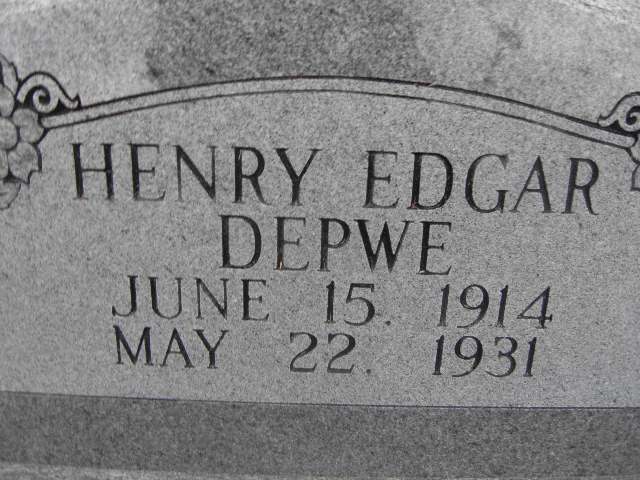 HENRY EDGAR
DEPWE
JUNE 15, 1914
MAY 22, 1931